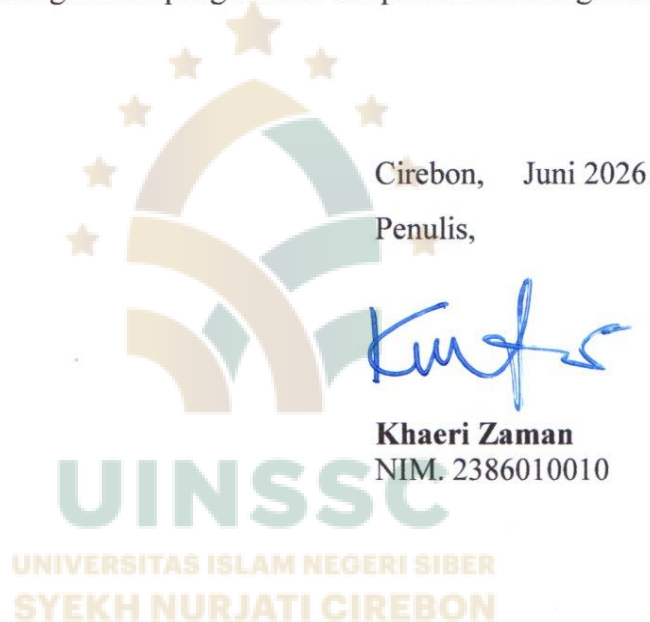 Cirebon, Juni 2026
Penulis,
Khaeri Zaman
NIM. 2386010010
UINSSC
UNIVERSITAS ISLAM NEGERI SIBER
SYEKH NURJATI CIREBON